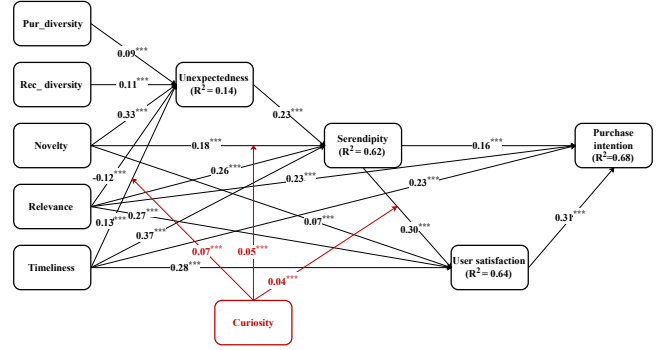 Pur_diversity
0.09***
Rec_ diversity
0.11***
Unexpectedness
(R² = 0.14)
0.33***
0.23***
Novelty
0.18***
Serendipity
(R² = 0.62)
0.16***
Purchase
intention
(R²=0.68)
-0.12***
0.26***
0.23***
0.23***
Relevance
0.13***
0.27***
0.37***
0.07***
0.30***
0.31***
Timeliness
0.28***
0.07***
0.05***
0.04***
User satisfaction
(R² = 0.64)
Curiosity